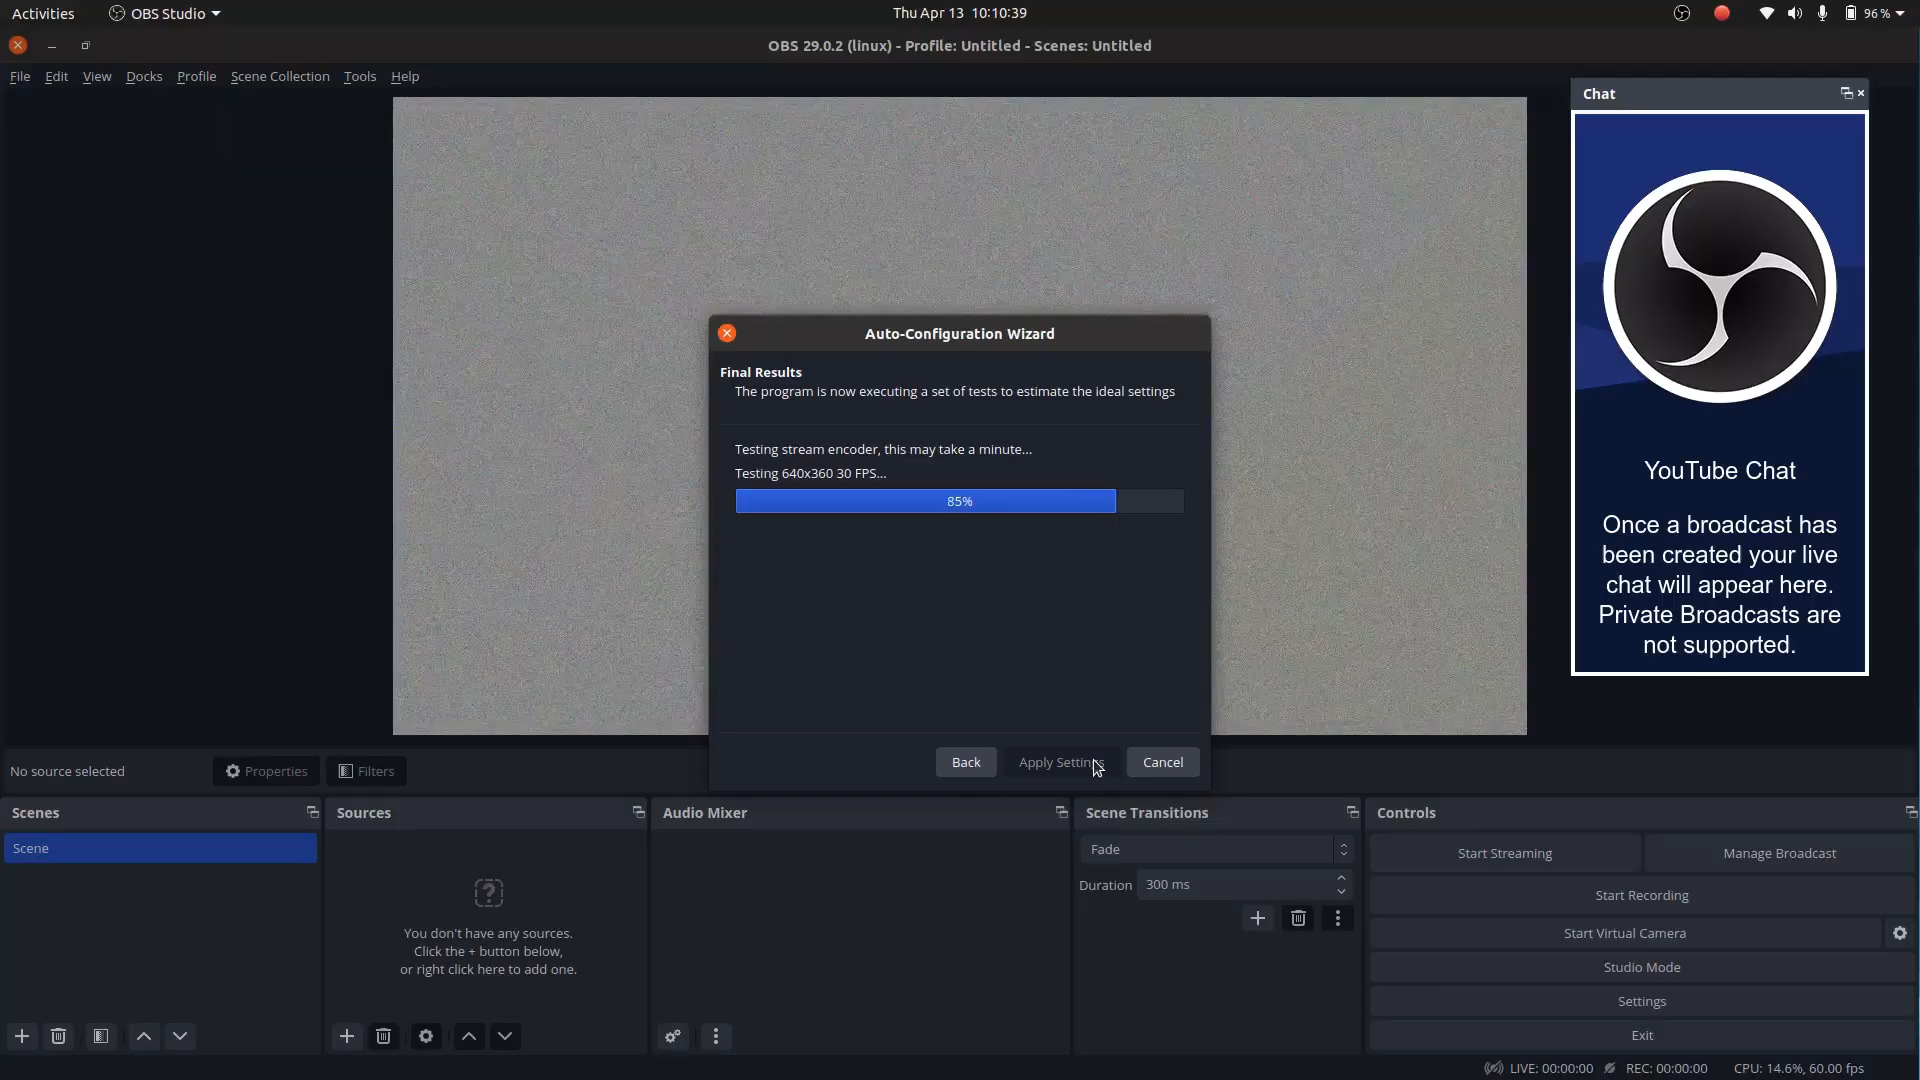 Activities
OBS Studio
Thu Apr 13 10:10:39
96 %
OBS 29.0.2 (linux) - Profile: Untitled - Scenes: Untitled
File Edit View Docks Profile Scene Collection Tools Help
Chat
YouTube Chat
Once a broadcast has
been created your live
chat will appear here.
Private Broadcasts are
not supported.
Auto-Configuration Wizard
Final Results
The program is now executing a set of tests to estimate the ideal settings
Testing stream encoder, this may take a minute...
Testing 640x360 30 FPS...
85%
Back
Apply Settings
Cancel
No source selected
Properties
Filters
Scenes
Scene
Sources
You don't have any sources.
Click the + button below,
or right click here to add one.
Audio Mixer
Scene Transitions
Fade
Duration 300 ms
Controls
Start Streaming
Manage Broadcast
Start Recording
Start Virtual Camera
Studio Mode
Settings
Exit
LIVE: 00:00:00
REC: 00:00:00
CPU: 14.6%, 60.00 fps